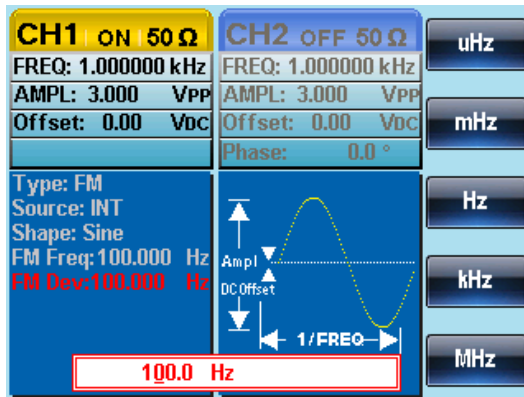 CH1 ON 50 Ω
FREQ: 1.000000 kHz
AMPL: 3.000 VPP
Offset: 0.00 VDC
CH2 OFF 50 Ω
FREQ: 1.000000 kHz
AMPL: 3.000 VPP
Offset: 0.00 VDC
Phase: 0.0 °
Type: FM
Source: INT
Shape: Sine
FM Freq:100.000 Hz
FM Dev:100.000 Hz
Ampl
DC Offset
1/FREQ
100.0 Hz
uHz
mHz
Hz
kHz
MHz